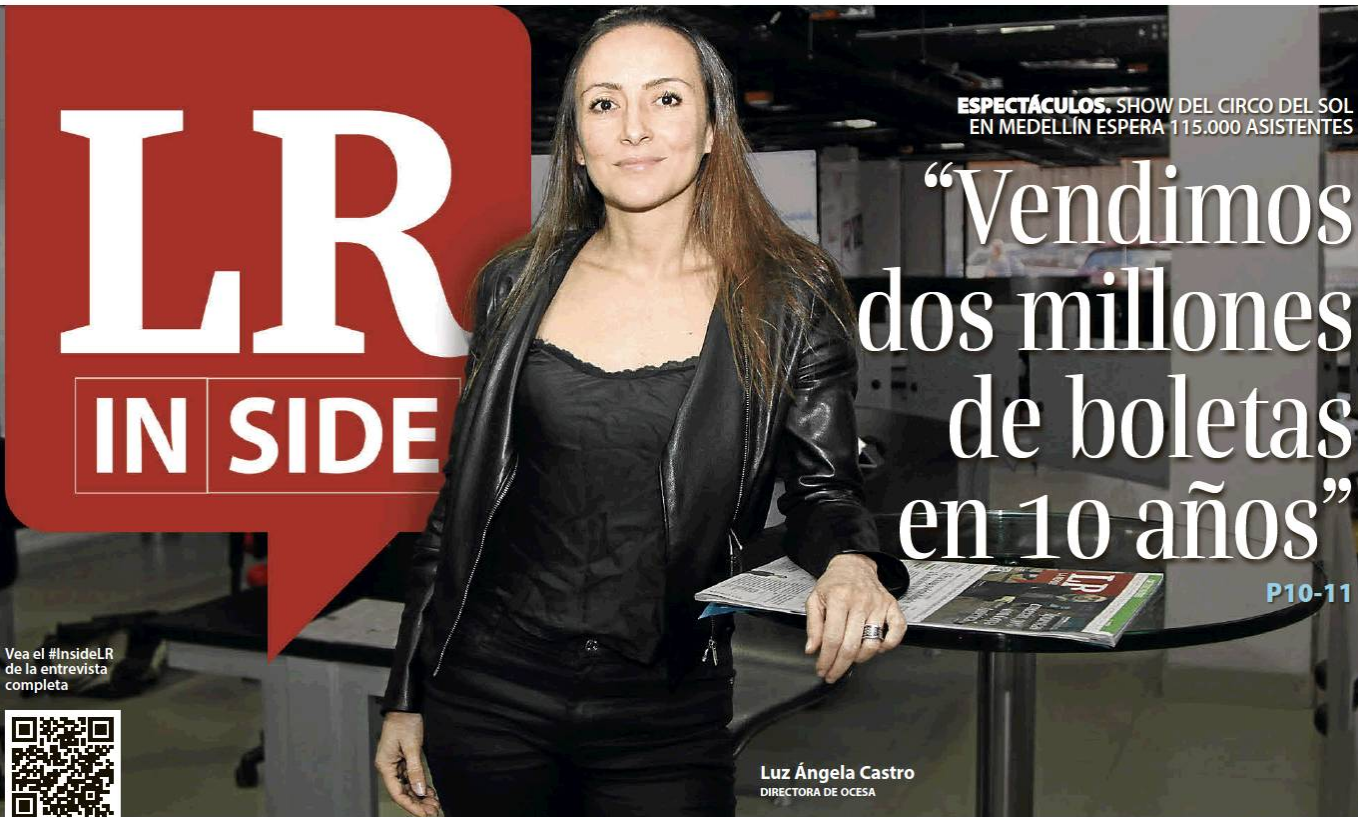 LR
IN SIDE
ESPECTÁCULOS. SHOW DEL CIRCO DEL SOL
EN MEDELLÍN ESPERA 115.000 ASISTENTES
“Vendimos
dos millones
de boletas
en 10 años”
P10-11
LR
Vea el #InsideLR
de la entrevista
completa
Luz Ángela Castro
DIRECTORA DE OCESA